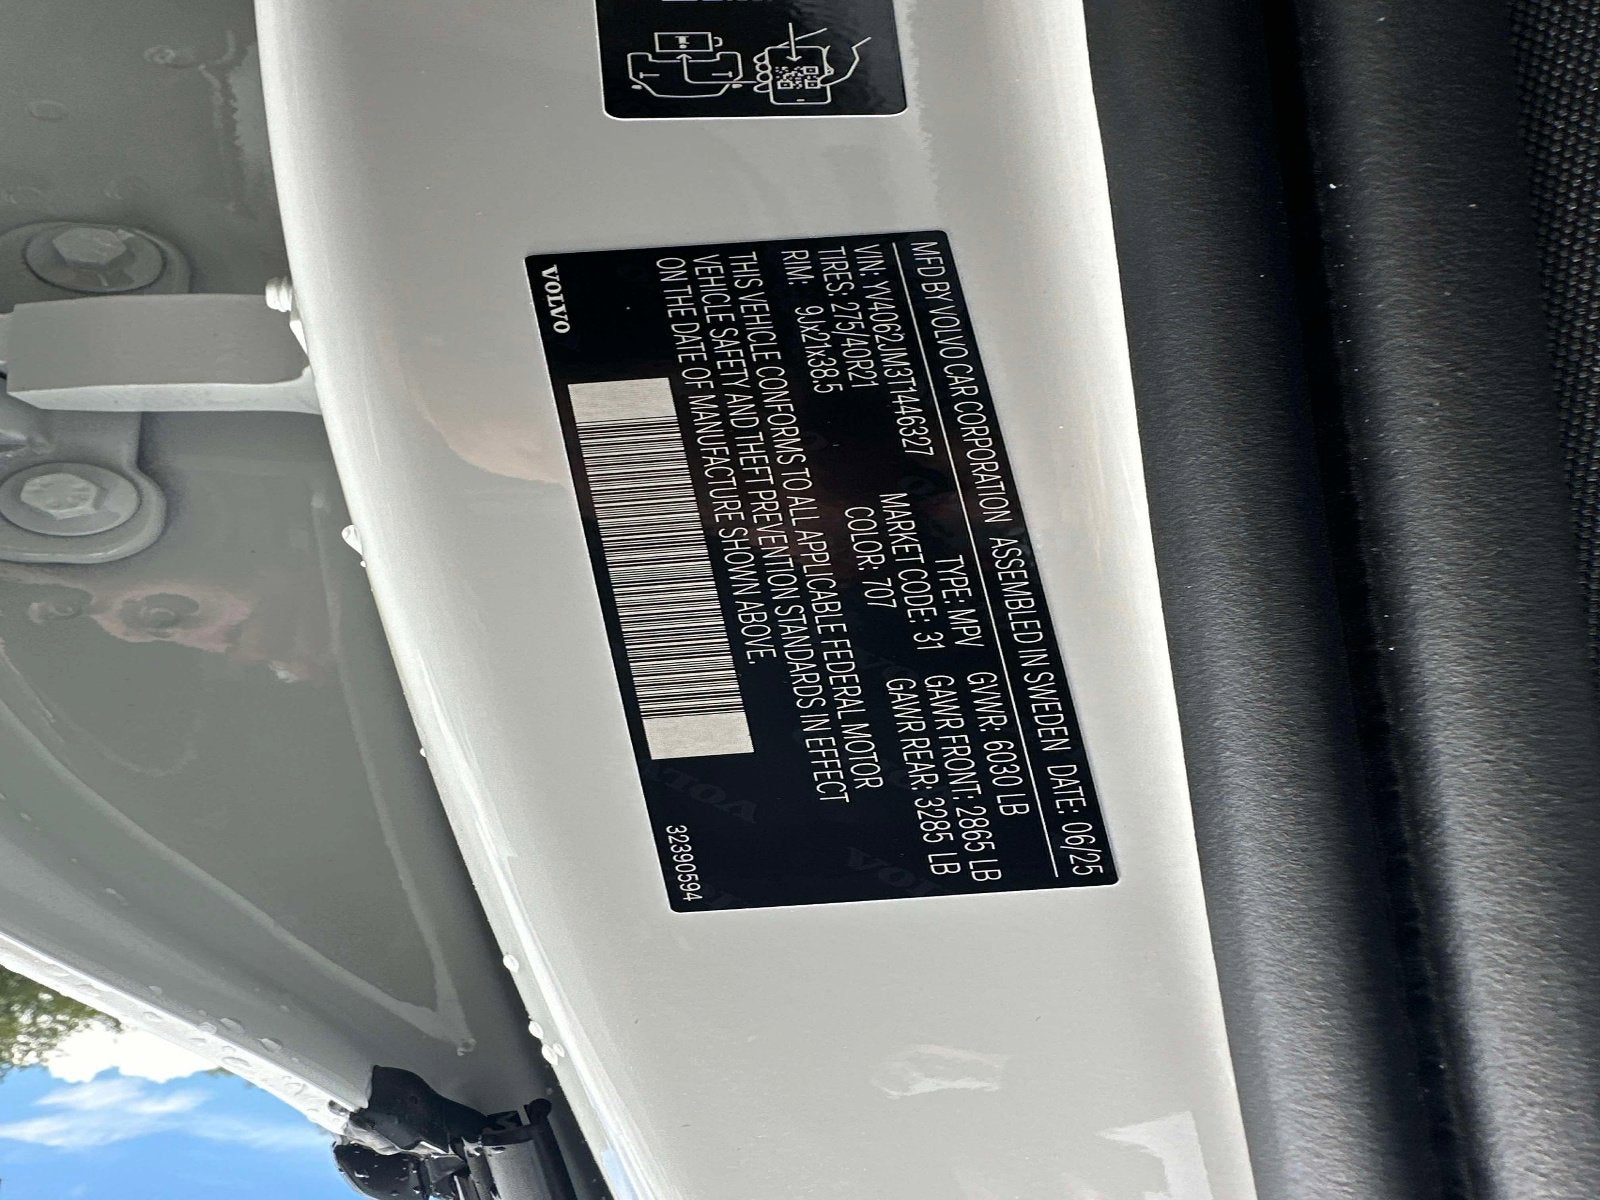 MFD BY VOLVO CAR CORPORATION ASSEMBLED IN SWEDEN DATE: 06/25
VIN: YV4062JM3T1446327 TYPE: MPV GVWR: 6030 LB
TIRES: 275/40R21 MARKET CODE: 31 GAWR FRONT: 2865 LB
RIM: 9Jx21x38.5 COLOR: 707 GAWR REAR: 3285 LB
THIS VEHICLE CONFORMS TO ALL APPLICABLE FEDERAL MOTOR
VEHICLE SAFETY AND THEFT PREVENTION STANDARDS IN EFFECT
ON THE DATE OF MANUFACTURE SHOWN ABOVE.
VOLVO
32390594